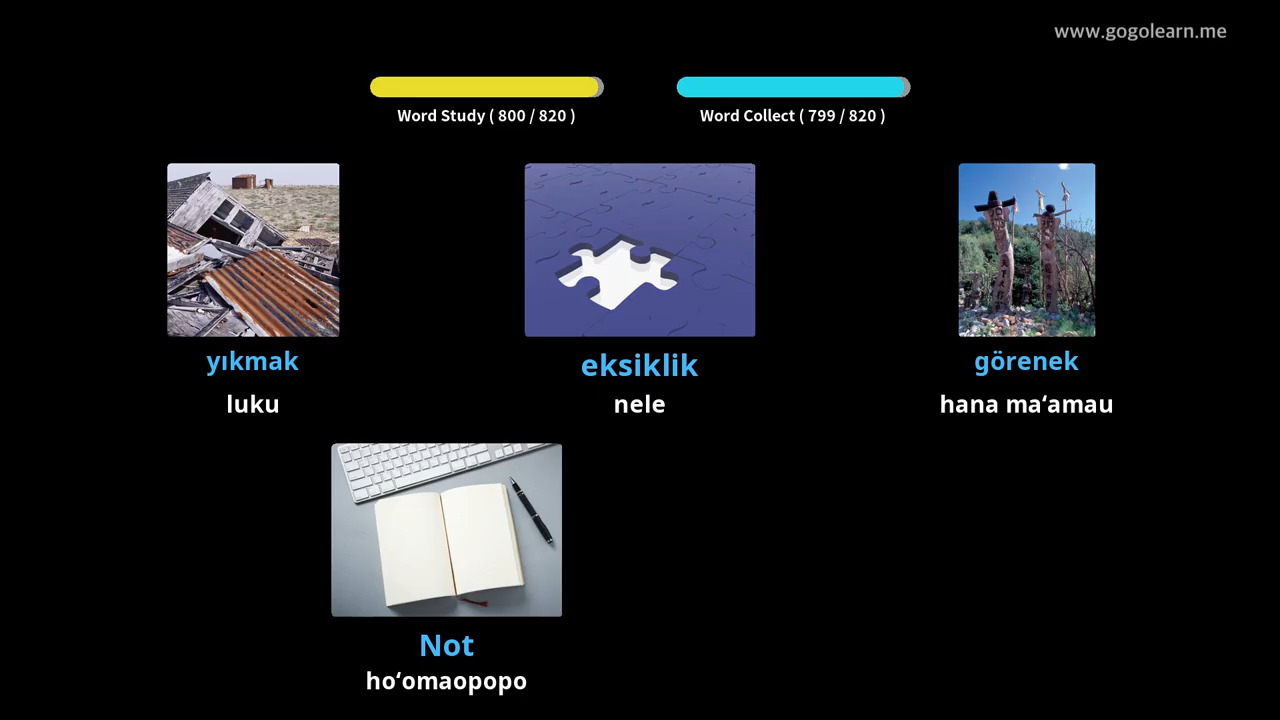 www.gogolearn.me
Word Study ( 800 / 820 )
Word Collect ( 799 / 820 )
yıkmak
eksiklik
görenek
luku
nele
hana maʻamau
Not
hoʻomaopopo